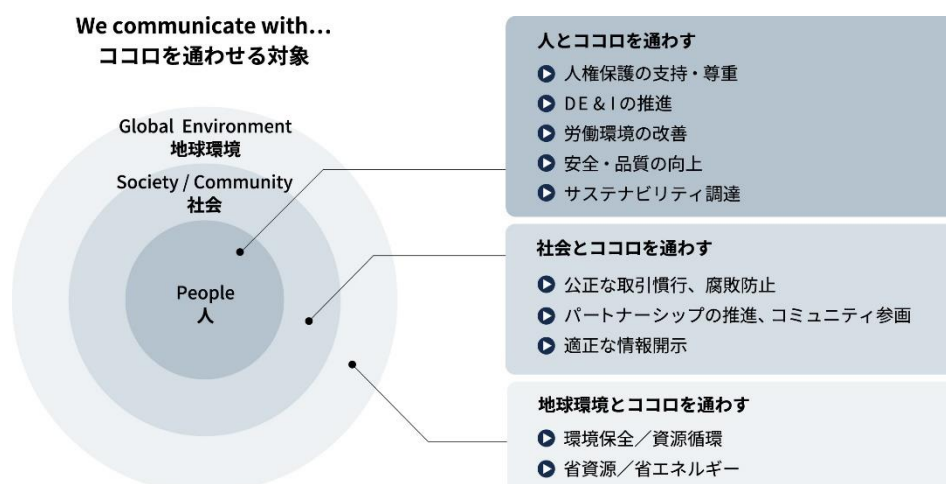 We communicate with…
ココロを通わせる対象
Global Environment
地球環境
Society / Community
社会
People
人
人とココロを通わす
人権保護の支持・尊重
DE&Iの推進
労働環境の改善
安全・品質の向上
サステナビリティ調達
社会とココロを通わす
公正な取引慣行、腐敗防止
パートナーシップの推進、コミュニティ参画
適正な情報開示
地球環境とココロを通わす
環境保全／資源循環
省資源／省エネルギー